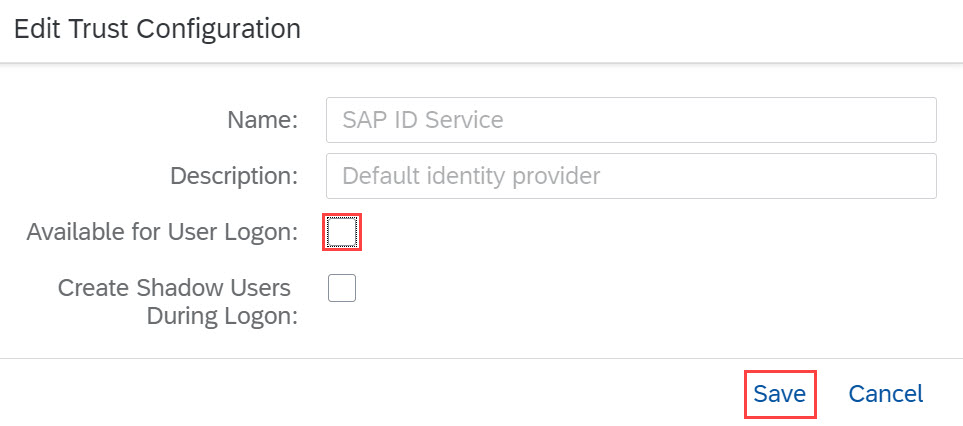 Edit Trust Configuration
Name: SAP ID Service
Description: Default identity provider
Available for User Logon:
Create Shadow Users
During Logon:
Save Cancel